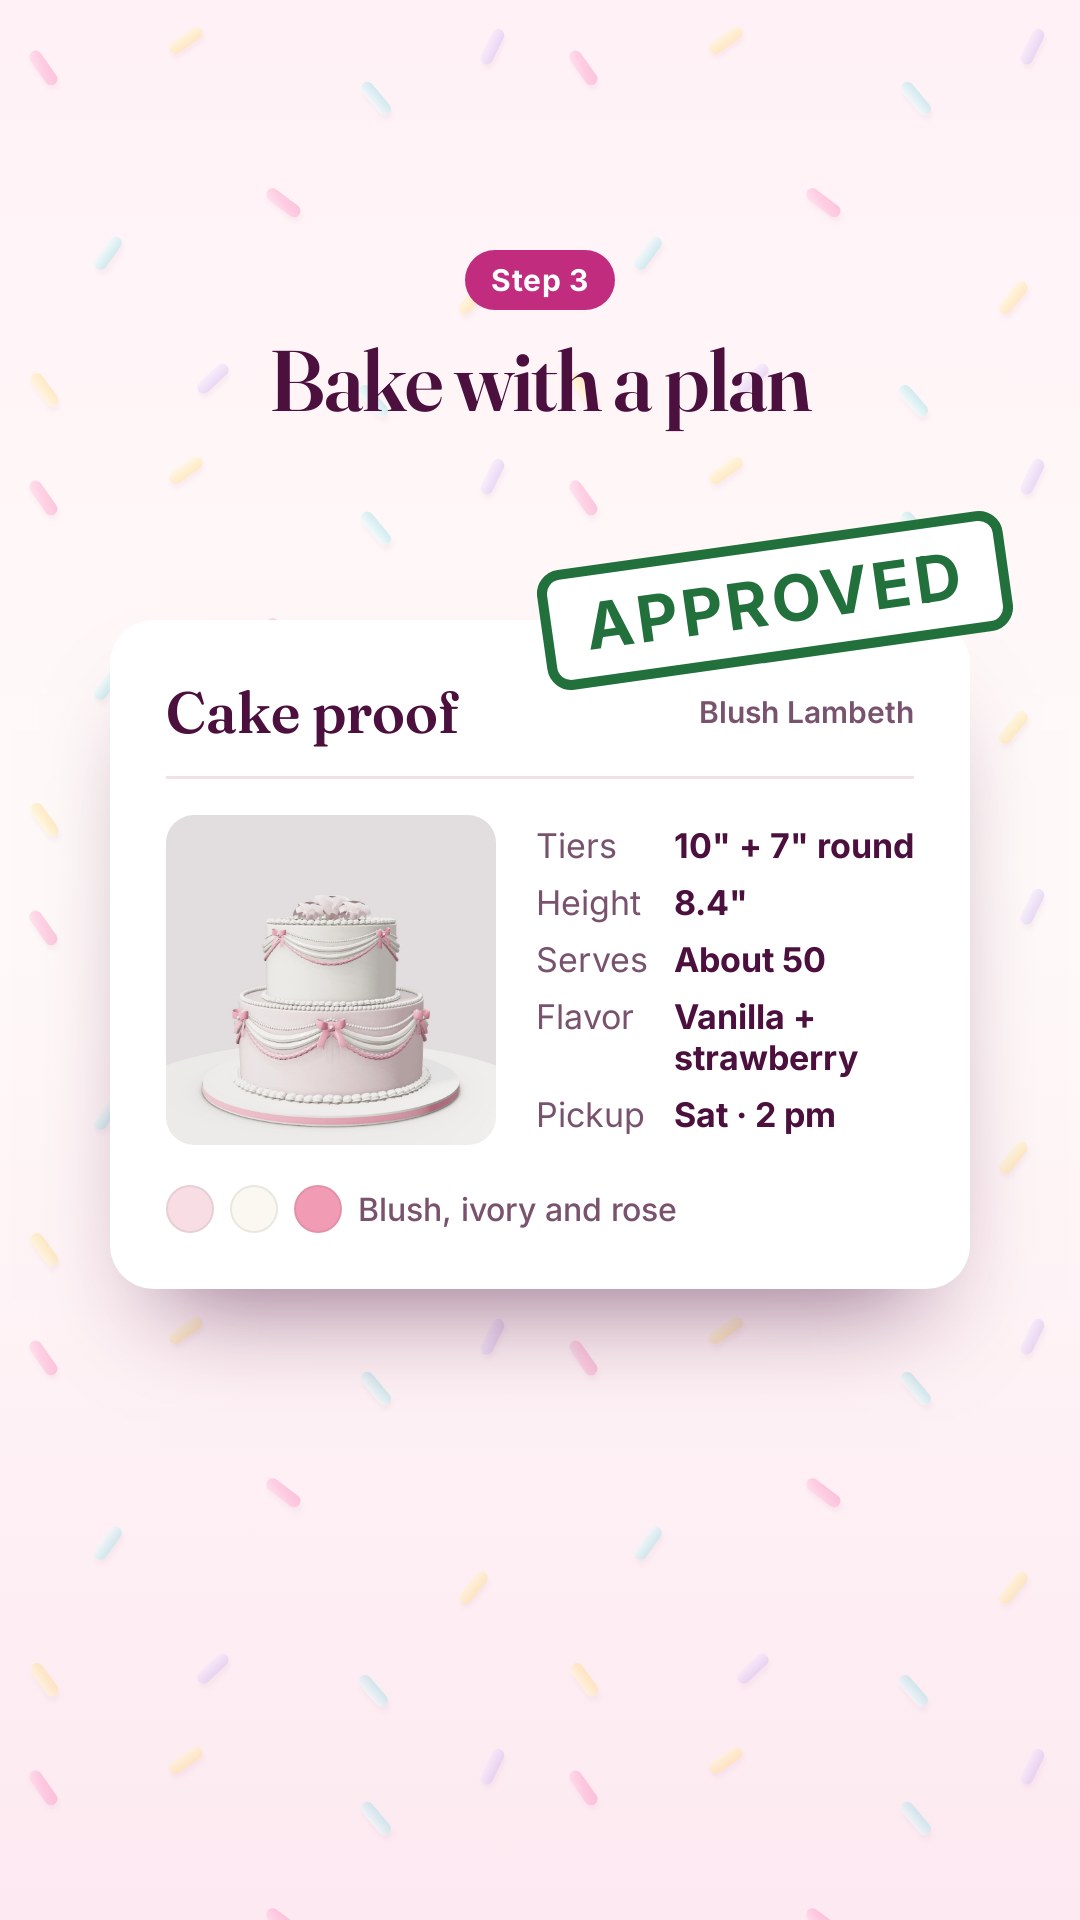 Step 3
Bake with a plan
APPROVED
Cake proof
Blush Lambeth
Tiers 10" + 7" round
Height 8.4"
Serves About 50
Flavor Vanilla +
strawberry
Pickup Sat · 2 pm
Blush, ivory and rose